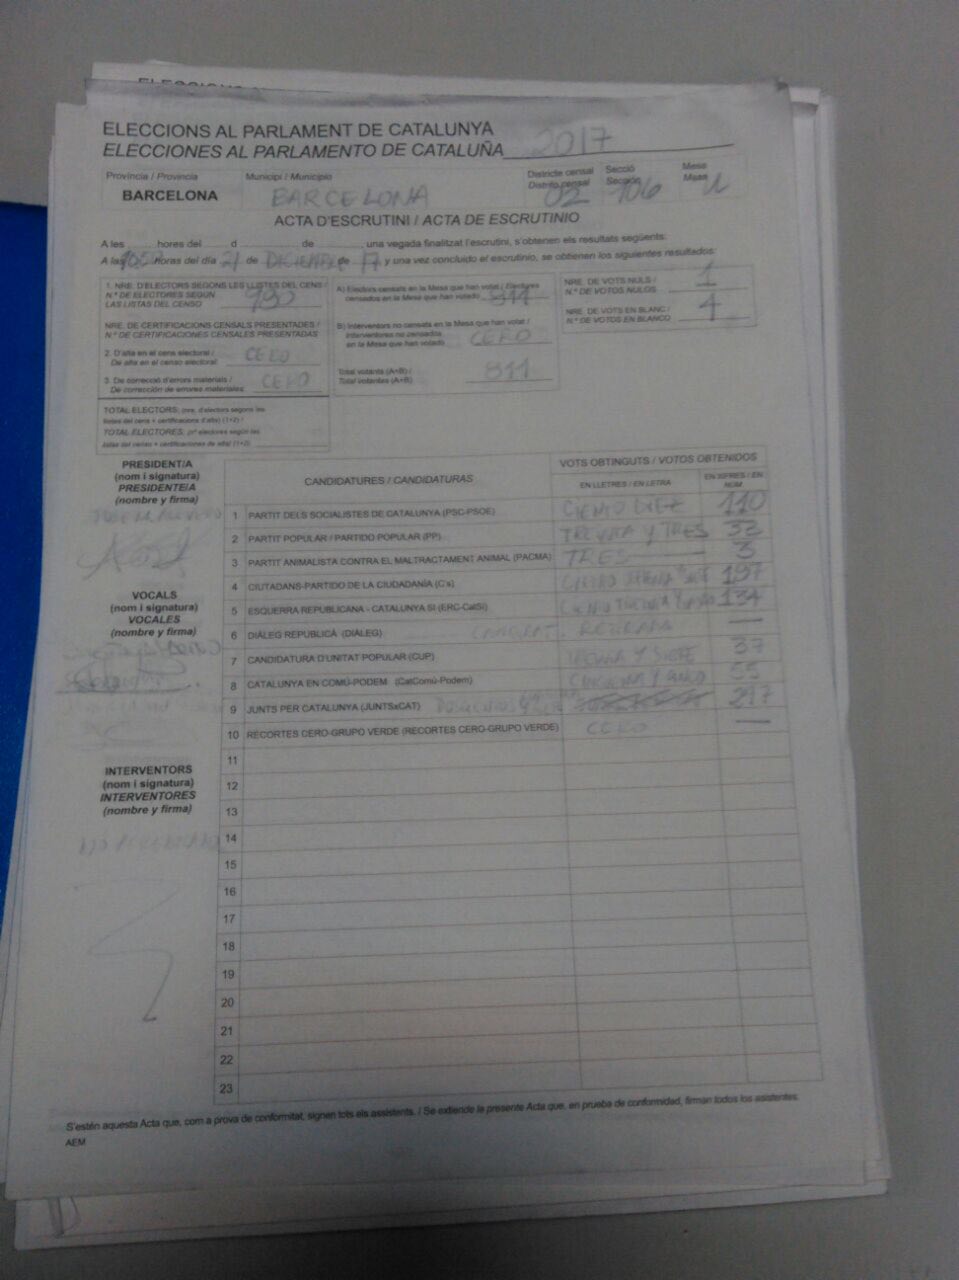 ELECCIONS AL PARLAMENT DE CATALUNYA
ELECCIONES AL PARLAMENTO DE CATALUÑA 2017
Província / Provincia Municipi / Municipio Districte censal Secció Mesa
Distrito censal Sección Mesa
BARCELONA BARCELONA 02 106 U
ACTA D'ESCRUTINI / ACTA DE ESCRUTINIO
A les hores del d de una vegada finalitzat l'escrutini, s'obtenen els resultats següents:
A las horas del día 21 de DICIEMBRE de 17 y una vez concluido el escrutinio, se obtienen los siguientes resultados:
1. NRE. D'ELECTORS SEGONS LES LLISTES DEL CENS /
N.º DE ELECTORES SEGÚN
LAS LISTAS DEL CENSO 930
NRE. DE CERTIFICACIONS CENSALS PRESENTADES /
N.º DE CERTIFICACIONES CENSALES PRESENTADAS
2. D'alta en el cens electoral /
De alta en el censo electoral: CERO
3. De correcció d'errors materials /
De corrección de errores materiales: CERO
TOTAL ELECTORS: (nre. d'electors segons les
llistes del cens + certificacions d'alta) (1+2) /
TOTAL ELECTORES: (nº electores según las
listas del censo + certificaciones de alta) (1+2)
A) Electors censats en la Mesa que han votat / Electores
censados en la Mesa que han votado 811
B) Interventors no censats en la Mesa que han votat /
Interventores no censados
en la Mesa que han votado CERO
Total votants (A+B) /
Total votantes (A+B) 811
NRE. DE VOTS NULS /
N.º DE VOTOS NULOS 1
NRE. DE VOTS EN BLANC /
N.º DE VOTOS EN BLANCO 4
PRESIDENT/A
(nom i signatura)
PRESIDENTE/A
(nombre y firma)
VOCALS
(nom i signatura)
VOCALES
(nombre y firma)
INTERVENTORS
(nom i signatura)
INTERVENTORES
(nombre y firma)
CANDIDATURES / CANDIDATURAS VOTS OBTINGUTS / VOTOS OBTENIDOS
EN LLETRES / EN LETRA EN XIFRES / EN NÚM
1 PARTIT DELS SOCIALISTES DE CATALUNYA (PSC-PSOE) CIENTO DIEZ 110
2 PARTIT POPULAR / PARTIDO POPULAR (PP) TREINTA Y TRES 33
3 PARTIT ANIMALISTA CONTRA EL MALTRACTAMENT ANIMAL (PACMA) TRES 3
4 CIUTADANS-PARTIDO DE LA CIUDADANÍA (C's) CIENTO 197
5 ESQUERRA REPUBLICANA - CATALUNYA SÍ (ERC-CatSí) CIENTO TREINTA Y 134
6 DIÀLEG REPUBLICÀ (DIÀLEG) —
7 CANDIDATURA D'UNITAT POPULAR (CUP) TREINTA Y SIETE 37
8 CATALUNYA EN COMÚ-PODEM (CatComú-Podem) CINCUENTA Y CINCO 55
9 JUNTS PER CATALUNYA (JUNTSxCAT) DOSCIENTOS
10 RECORTES CERO-GRUPO VERDE (RECORTES CERO-GRUPO VERDE) CERO —
11
12
13
14
15
16
17
18
19
20
21
22
23
S'estén aquesta Acta que, com a prova de conformitat, signen tots els assistents. / Se extiende la presente Acta que, en prueba de conformidad, firman todos los asistentes.
AEM